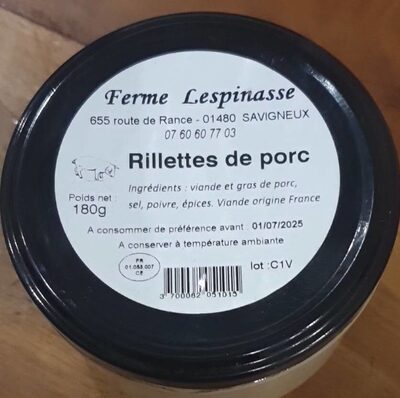 Ferme Lespinasse
655 route de Rance - 01480 SAVIGNEUX
07 60 60 77 03
Rillettes de porc
Ingrédients : viande et gras de porc,
sel, poivre, épices. Viande origine France
Poids net :
180g
A consommer de préférence avant : 01/07/2025
A conserver à température ambiante
FR
01.083.007
CE
lot :C1V
3 700062 051015